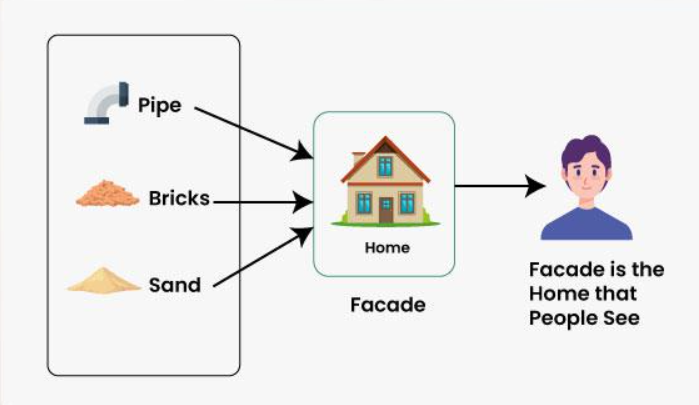 Pipe
Bricks
Sand
Home
Facade
Facade is the
Home that
People See